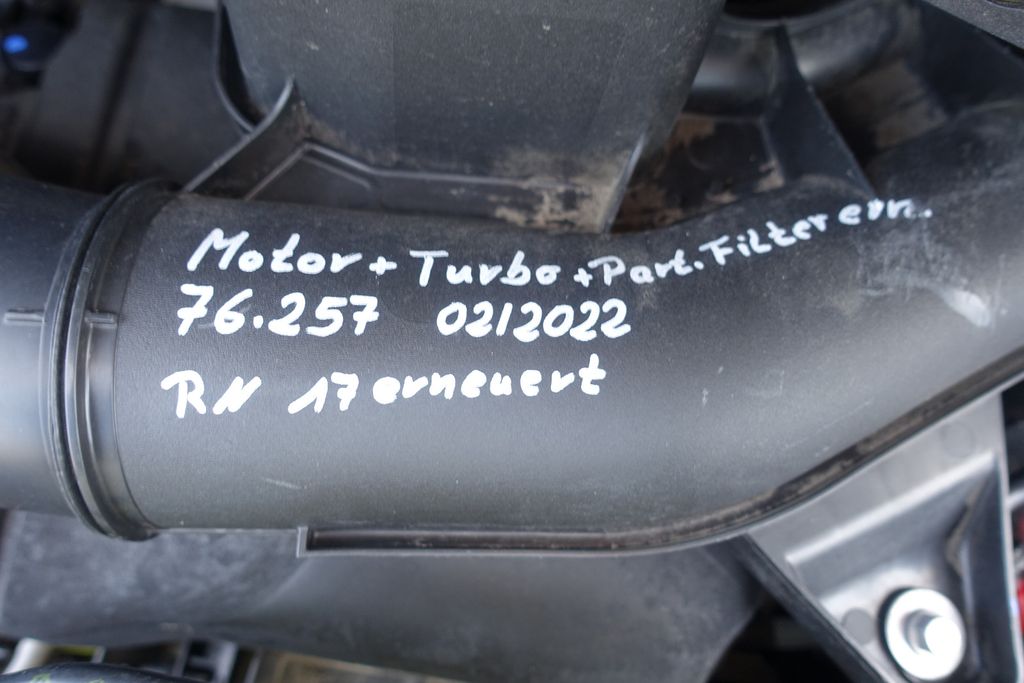 Motor + Turbo + Part. Filter ern.
76.257 02/2022
RN 17 erneuert